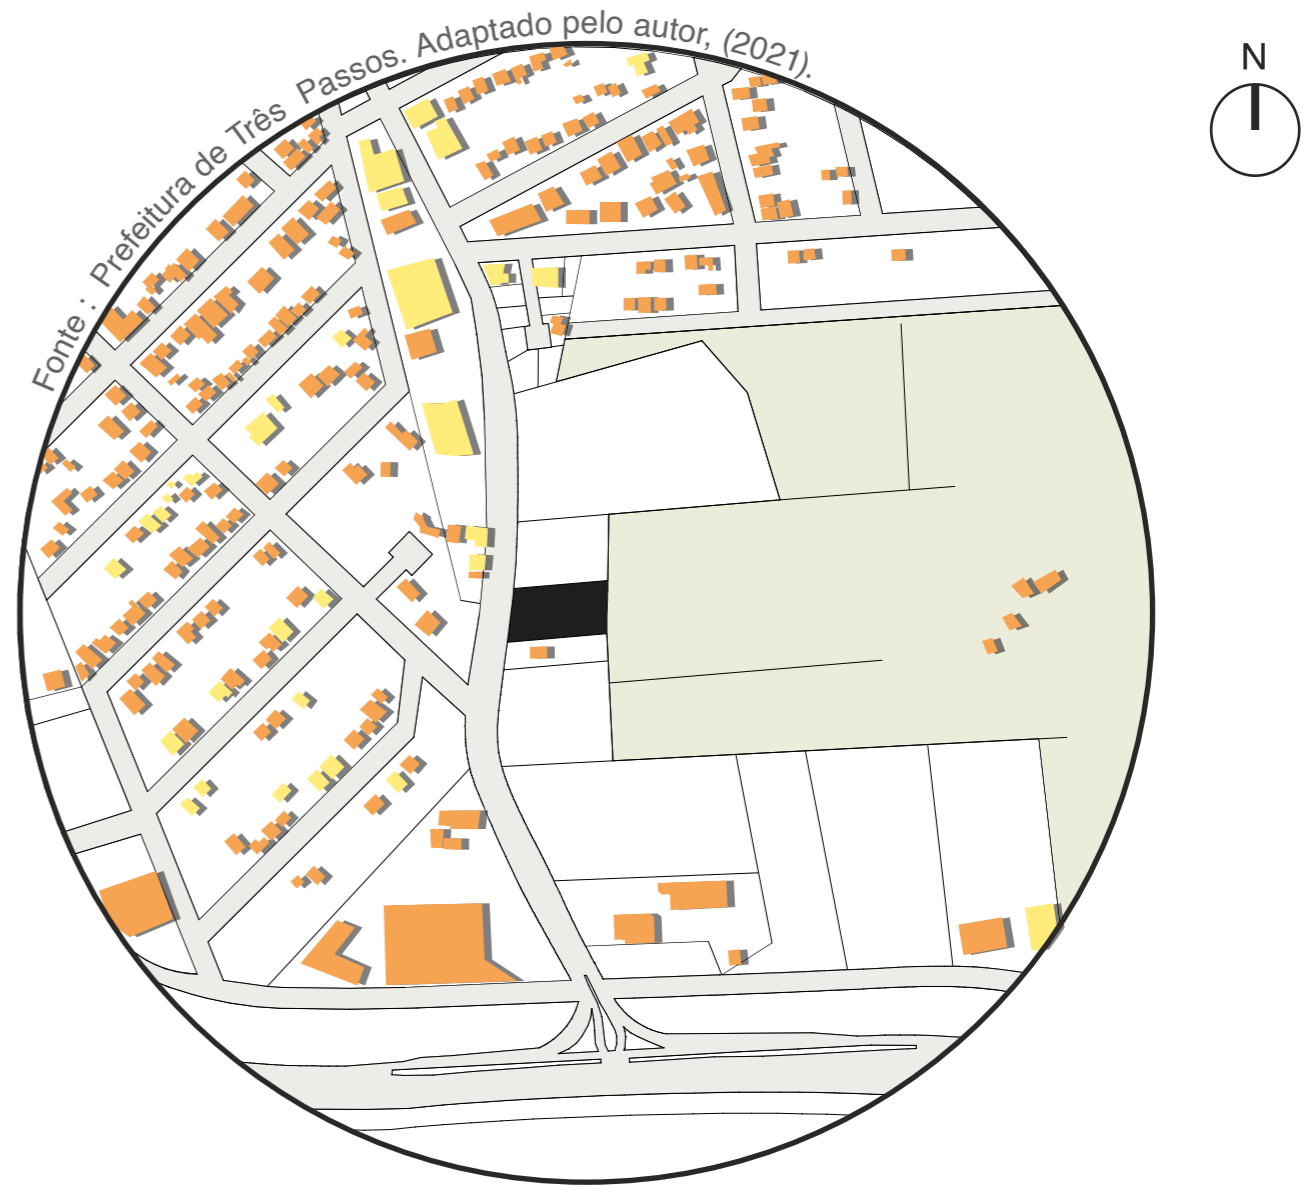 Fonte : Prefeitura de Três Passos. Adaptado pelo autor, (2021).
N